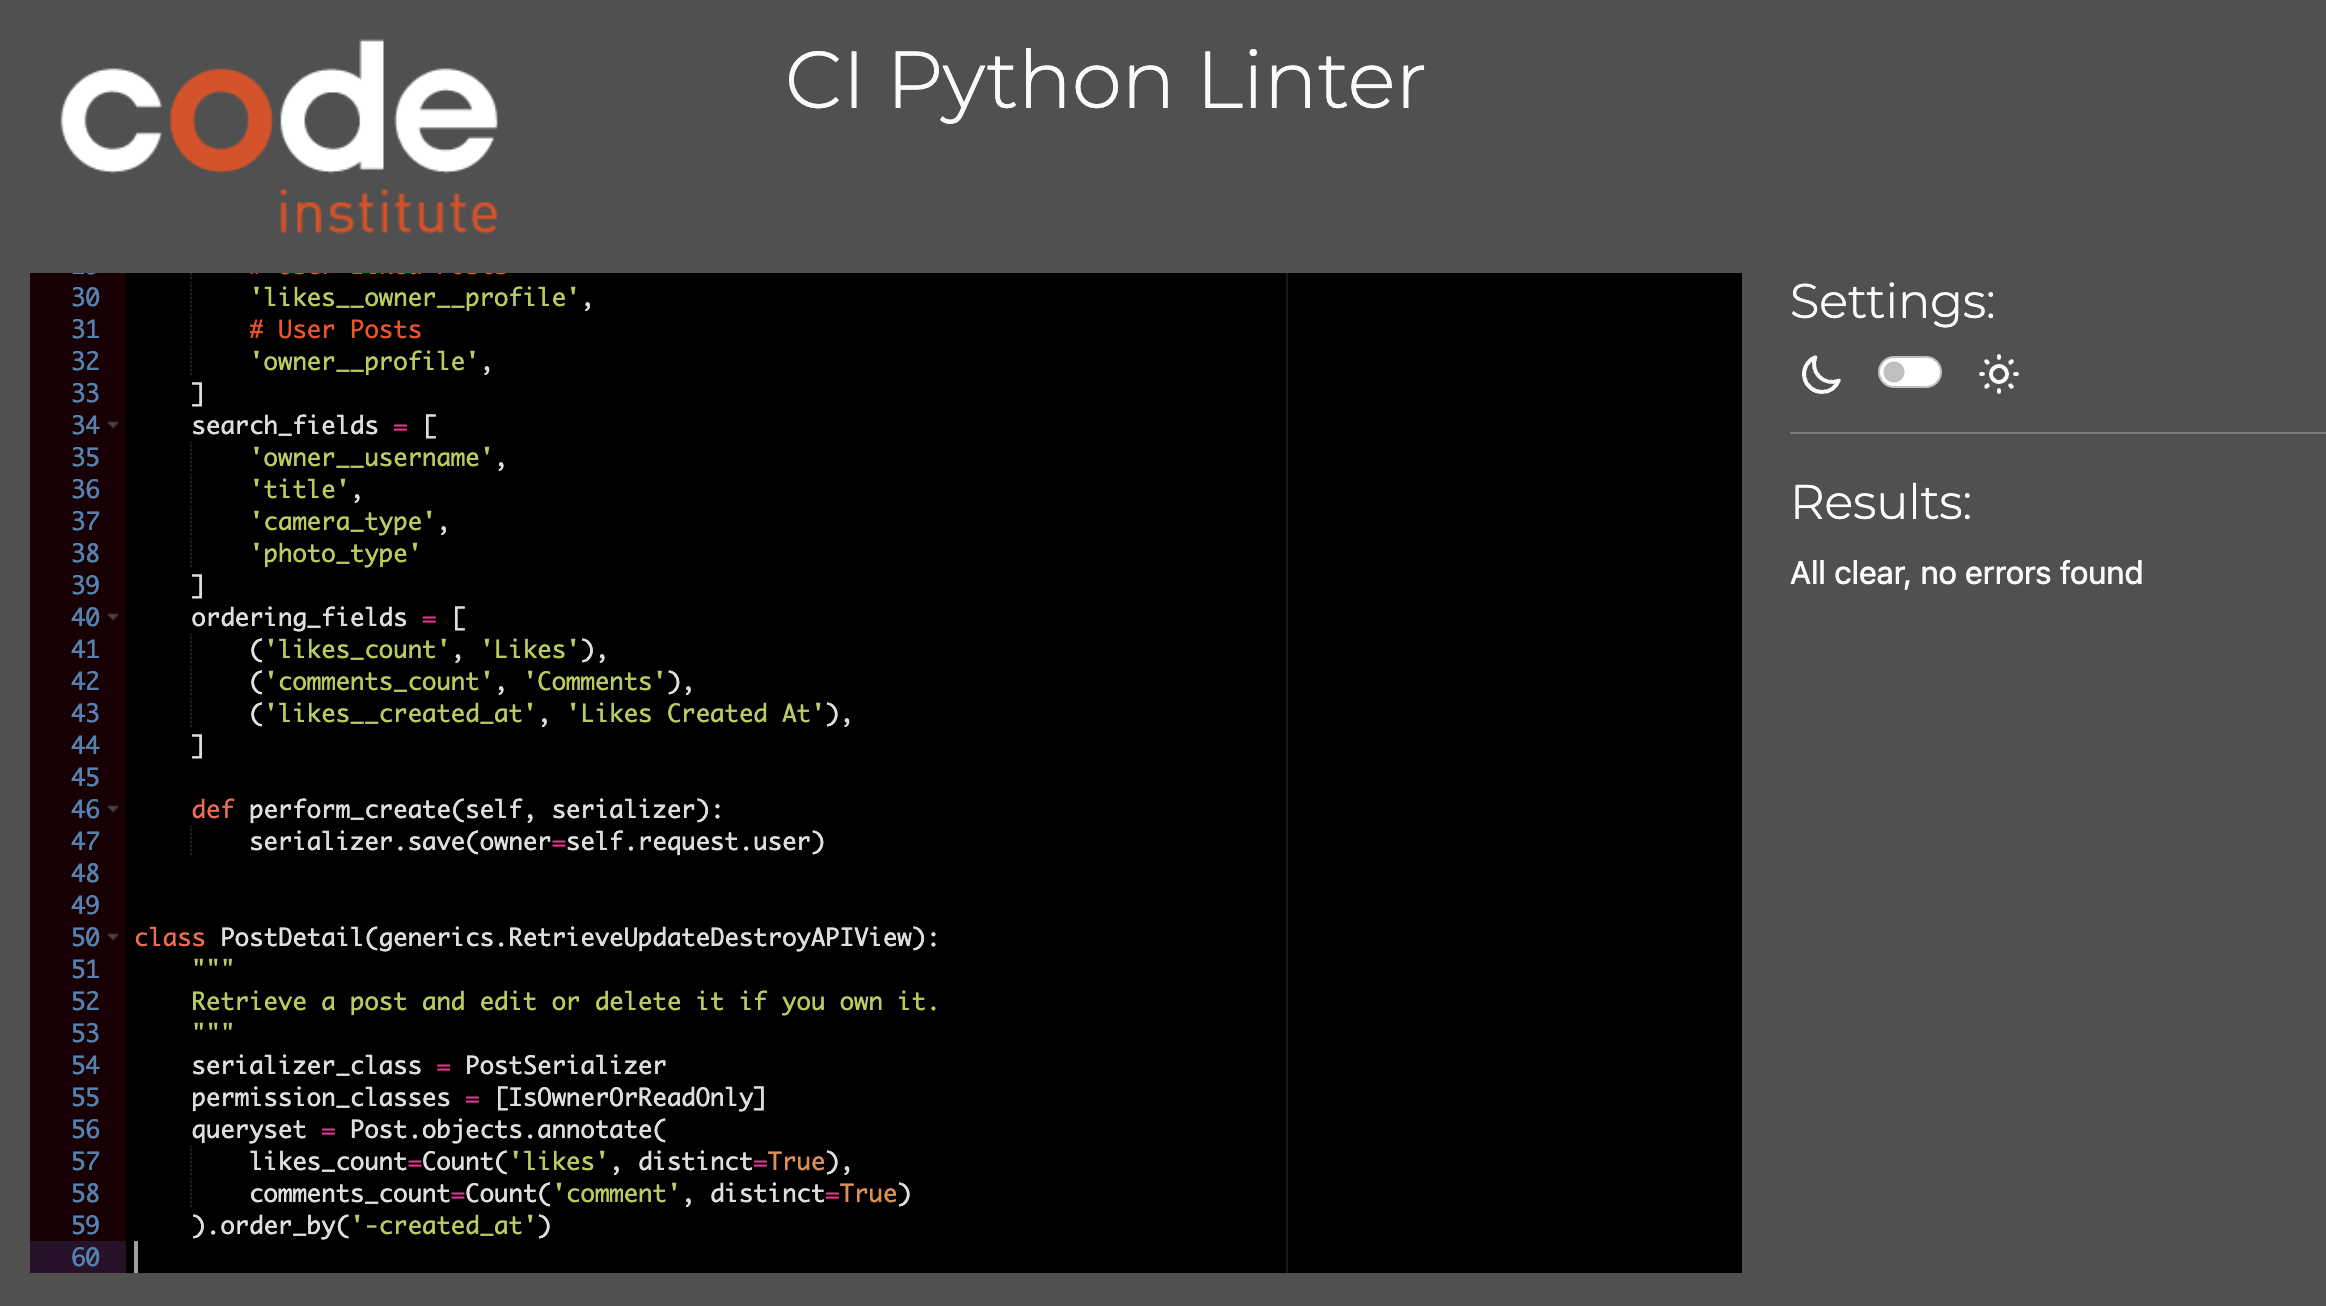 code
institute
CI Python Linter
30 'likes__owner__profile',
31 # User Posts
32 'owner__profile',
33 ]
34 search_fields = [
35 'owner__username',
36 'title',
37 'camera_type',
38 'photo_type'
39 ]
40 ordering_fields = [
41 ('likes_count', 'Likes'),
42 ('comments_count', 'Comments'),
43 ('likes__created_at', 'Likes Created At'),
44 ]
45
46 def perform_create(self, serializer):
47 serializer.save(owner=self.request.user)
48
49
50 class PostDetail(generics.RetrieveUpdateDestroyAPIView):
51 """
52 Retrieve a post and edit or delete it if you own it.
53 """
54 serializer_class = PostSerializer
55 permission_classes = [IsOwnerOrReadOnly]
56 queryset = Post.objects.annotate(
57 likes_count=Count('likes', distinct=True),
58 comments_count=Count('comment', distinct=True)
59 ).order_by('-created_at')
60
Settings:
Results:
All clear, no errors found